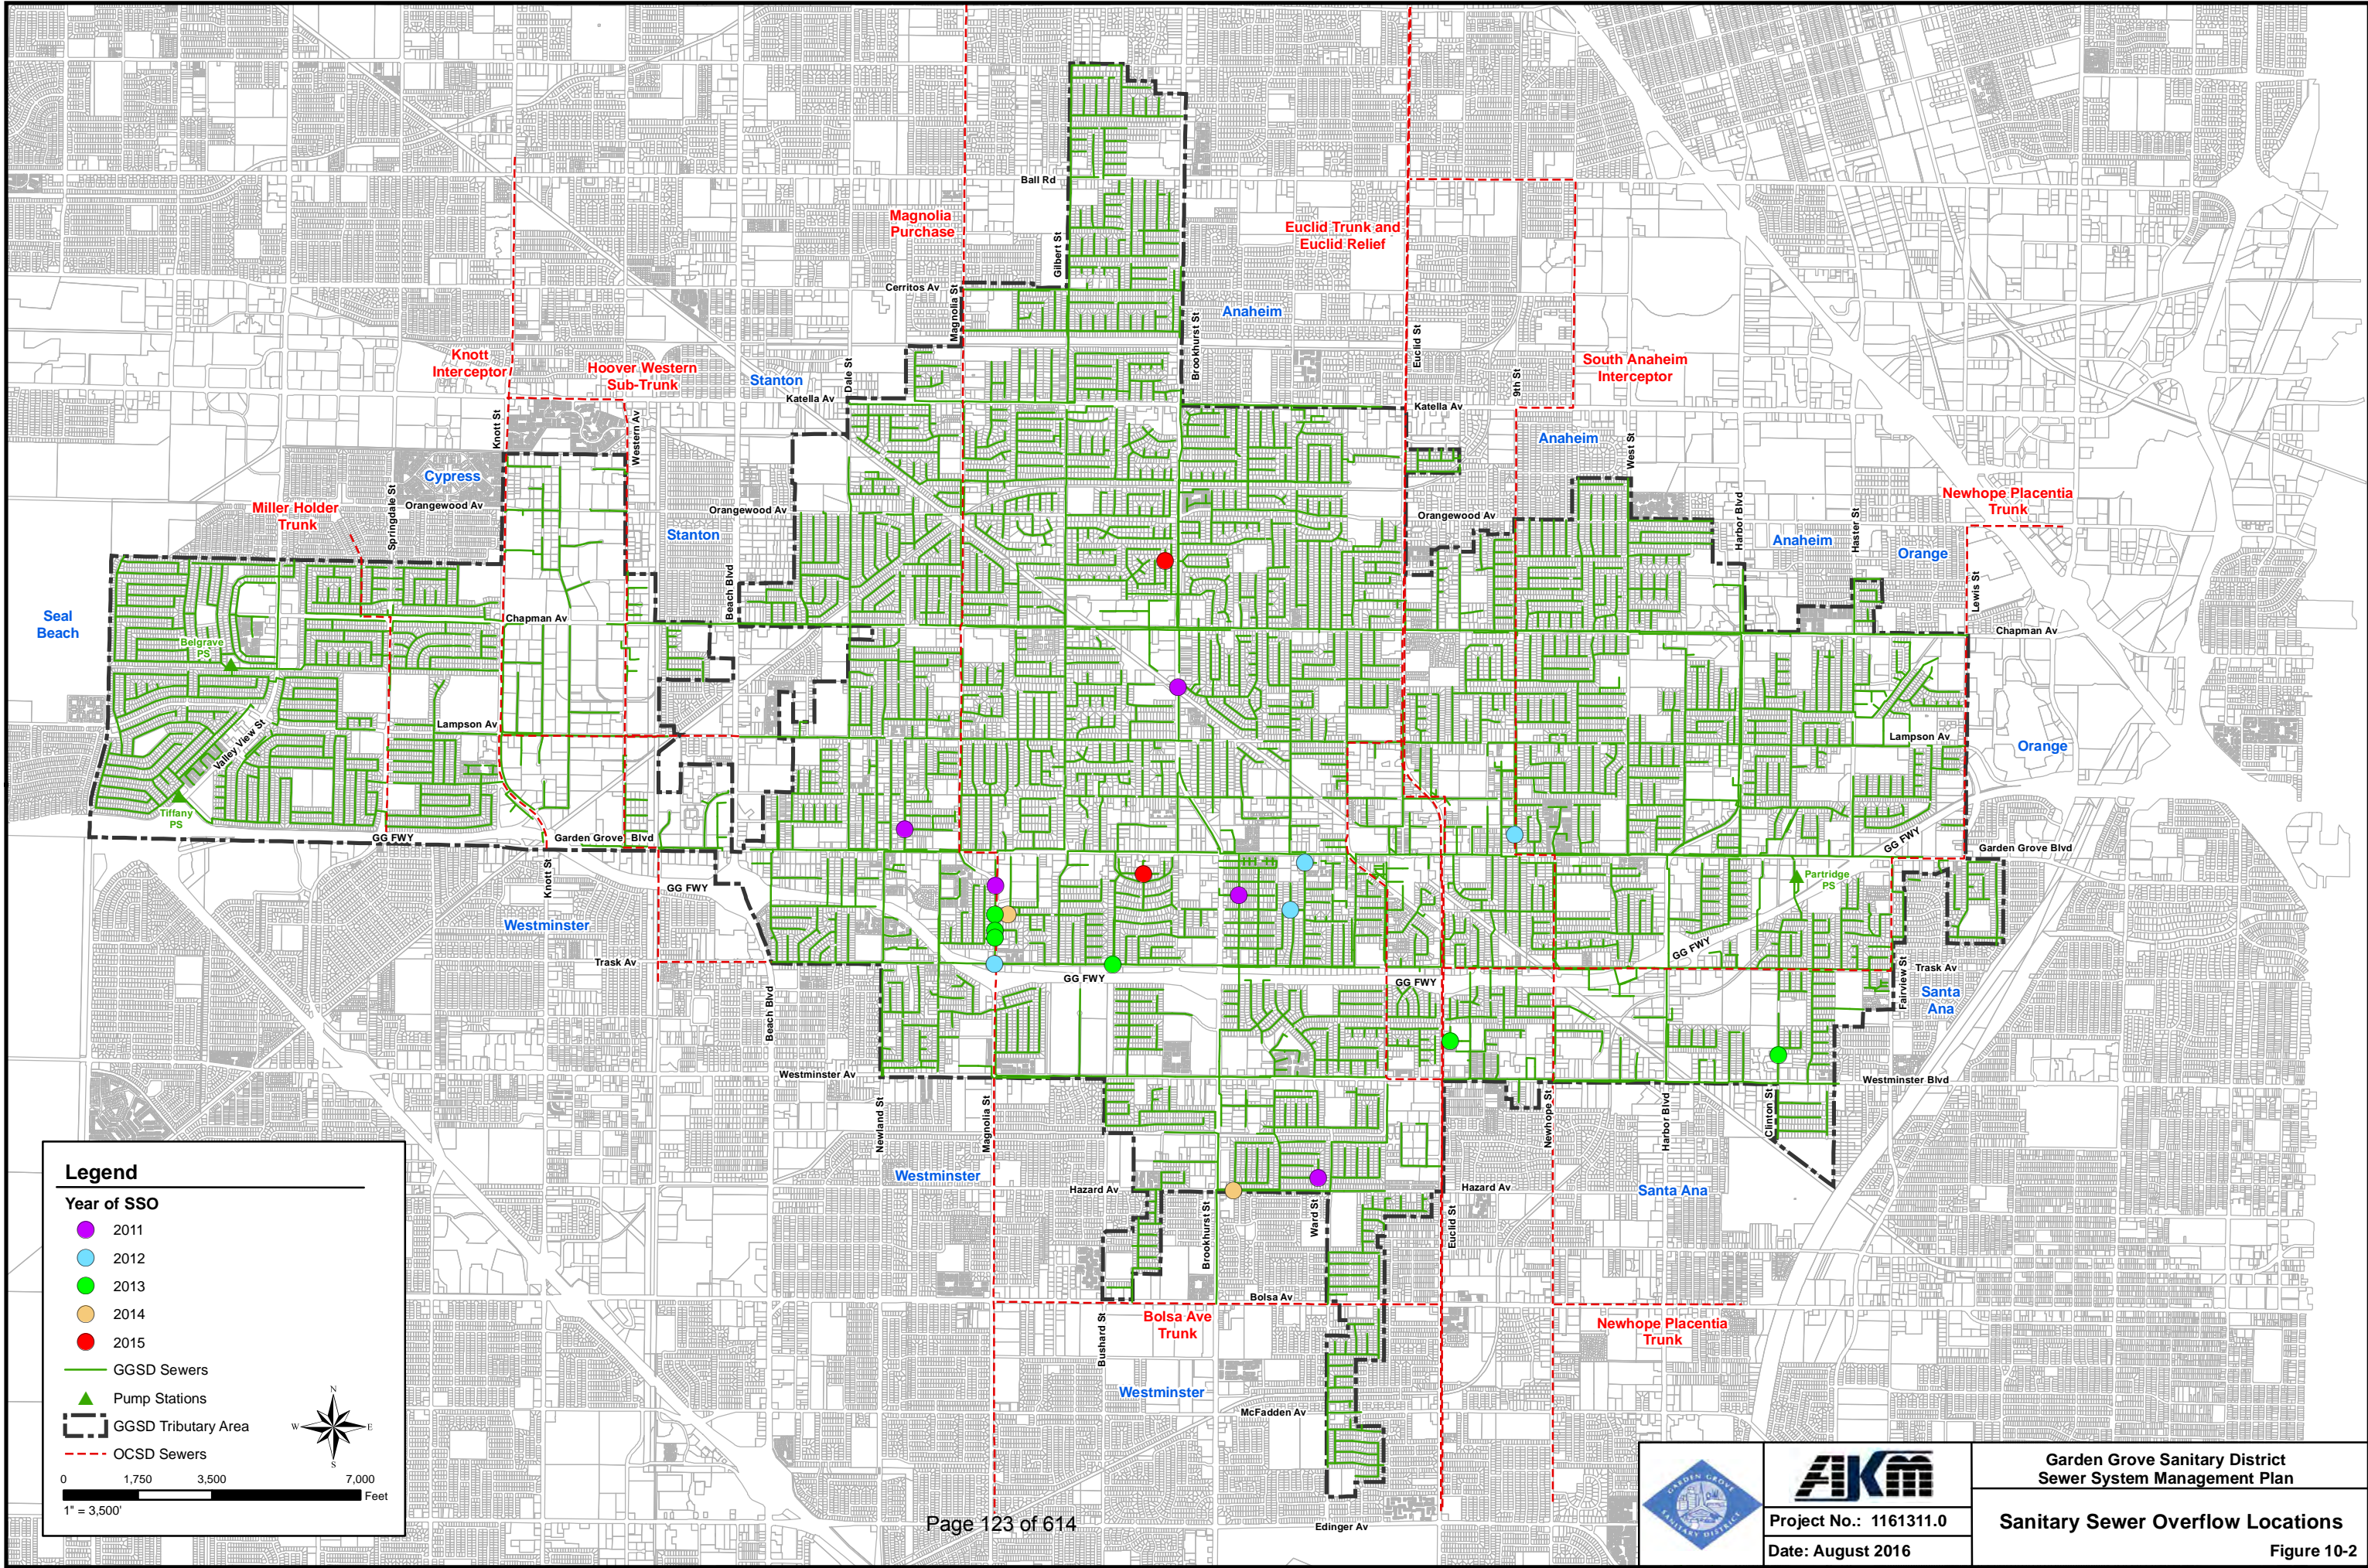 Ball Rd
Magnolia
Purchase
Euclid Trunk and
Euclid Relief
Gilbert St
Cerritos Av
Magnolia St
Anaheim
Brookhurst St
Euclid St
Knott
Interceptor
Hoover Western
Sub-Trunk
Stanton
Dale St
Katella Av
South Anaheim
Interceptor
9th St
Katella Av
Knott St
Western Av
Anaheim
West St
Cypress
Springdale St
Orangewood Av
Miller Holder
Trunk
Orangewood Av
Stanton
Orangewood Av
Harbor Blvd
Newhope Placentia
Trunk
Anaheim
Haster St
Orange
Beach Blvd
Lewis St
Seal
Beach
Chapman Av
Chapman Av
Belgrave
PS
Lampson Av
Valley View St
Lampson Av
Orange
Tiffany
PS
GG FWY
Garden Grove Blvd
GG FWY
Garden Grove Blvd
Knott St
GG FWY
Partridge
PS
Westminster
Trask Av
GG FWY
GG FWY
GG FWY
Trask Av
Fairview St
Santa
Ana
Beach Blvd
Westminster Av
Westminster Blvd
Newland St
Magnolia St
Newhope St
Harbor Blvd
Clinton St
Westminster
Hazard Av
Hazard Av
Santa Ana
Brookhurst St
Ward St
Euclid St
Bolsa Av
Bushard St
Bolsa Ave
Trunk
Newhope Placentia
Trunk
Westminster
McFadden Av
Edinger Av
Legend
Year of SSO
2011
2012
2013
2014
2015
GGSD Sewers
Pump Stations
GGSD Tributary Area
OCSD Sewers
N
W E
S
0 1,750 3,500 7,000
Feet
1" = 3,500'
Page 123 of 614
GARDEN GROVE
SANITARY DISTRICT
AKM
Project No.: 1161311.0
Date: August 2016
Garden Grove Sanitary District
Sewer System Management Plan
Sanitary Sewer Overflow Locations
Figure 10-2